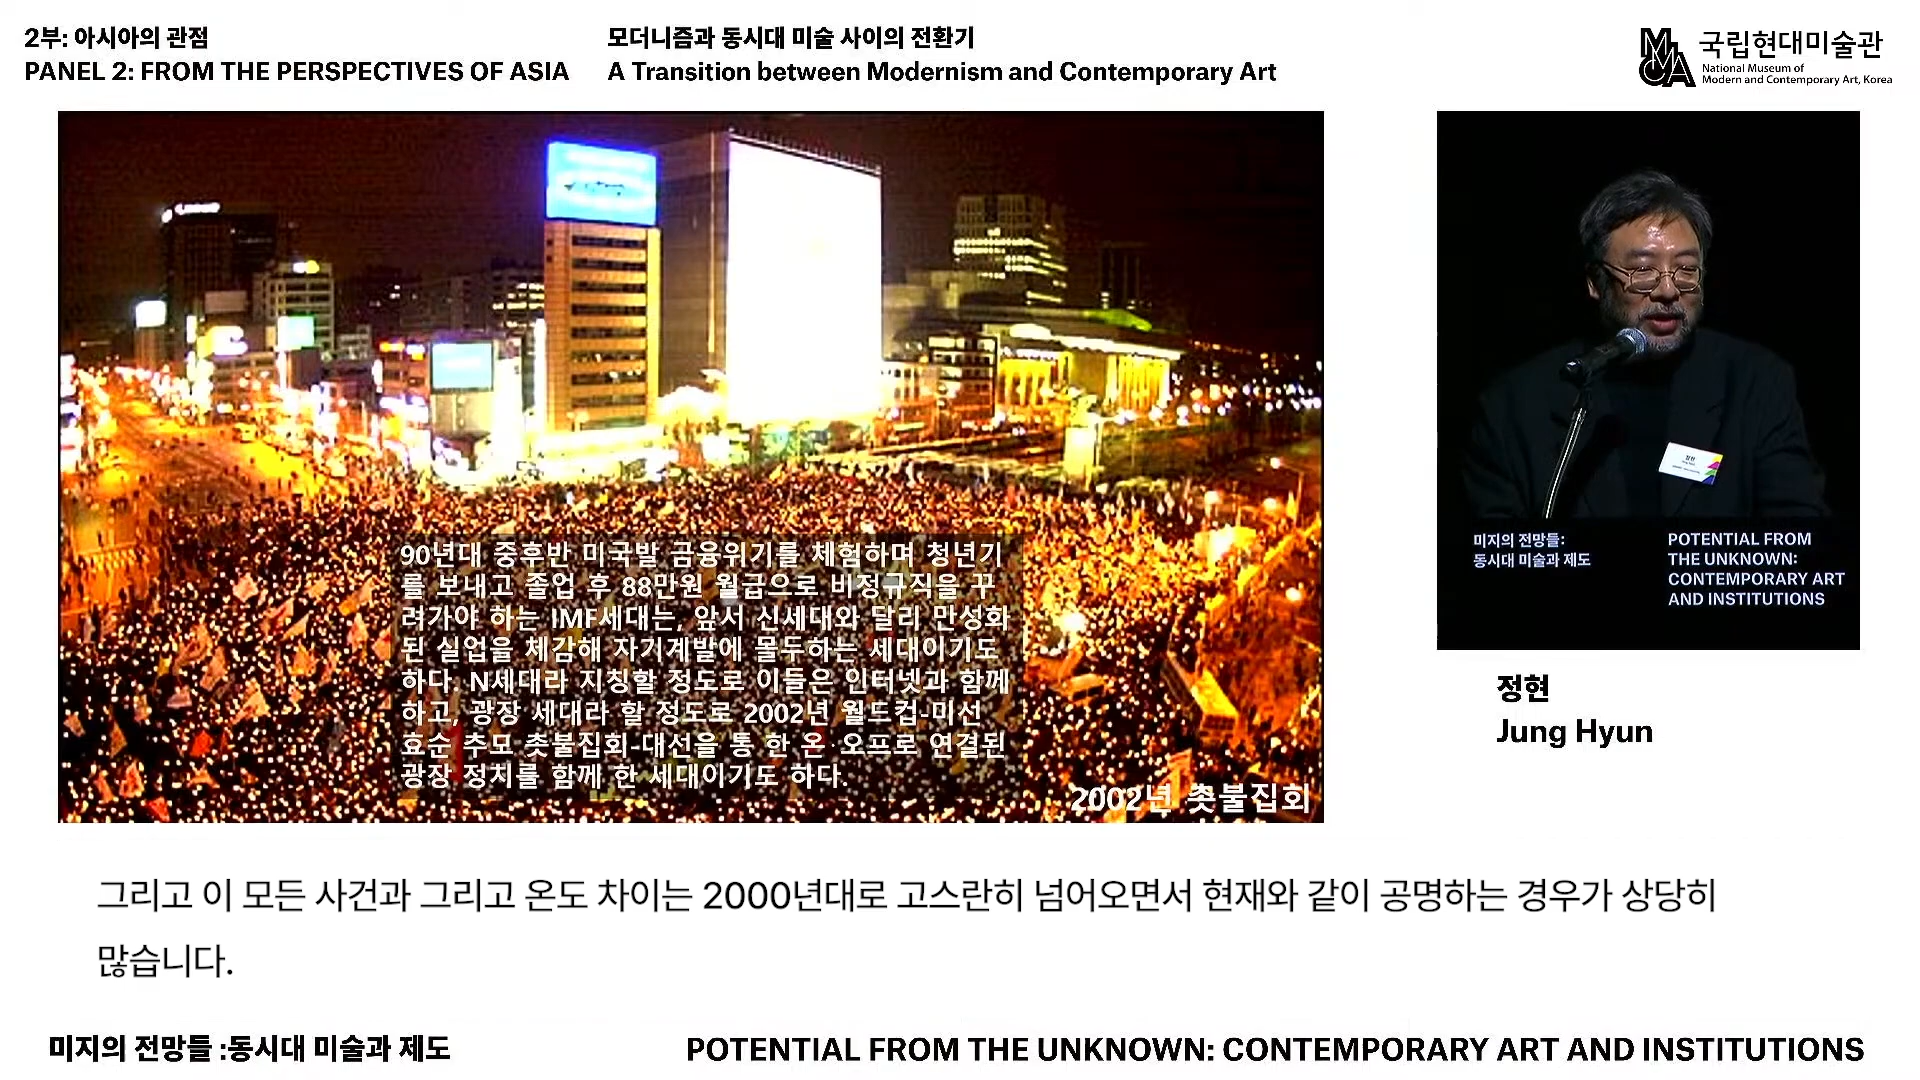 2부: 아시아의 관점
PANEL 2: FROM THE PERSPECTIVES OF ASIA
모더니즘과 동시대 미술 사이의 전환기
A Transition between Modernism and Contemporary Art
MMCA
국립현대미술관
National Museum of
Modern and Contemporary Art, Korea
90년대 중후반 미국발 금융위기를 체험하며 청년기
를 보내고 졸업 후 88만원 월급으로 비정규직을 꾸
려가야 하는 IMF세대는, 앞서 신세대와 달리 만성화
된 실업을 체감해 자기계발에 몰두하는 세대이기도
하다. N세대라 지칭할 정도로 이들은 인터넷과 함께
하고, 광장 세대라 할 정도로 2002년 월드컵-미선
효순 추모 촛불집회-대선을 통 한 온·오프로 연결된
광장 정치를 함께 한 세대이기도 하다.
2002년 촛불집회
정현
미지의 전망들:
동시대 미술과 제도
POTENTIAL FROM
THE UNKNOWN:
CONTEMPORARY ART
AND INSTITUTIONS
정현
Jung Hyun
그리고 이 모든 사건과 그리고 온도 차이는 2000년대로 고스란히 넘어오면서 현재와 같이 공명하는 경우가 상당히
많습니다.
미지의 전망들 :동시대 미술과 제도
POTENTIAL FROM THE UNKNOWN: CONTEMPORARY ART AND INSTITUTIONS